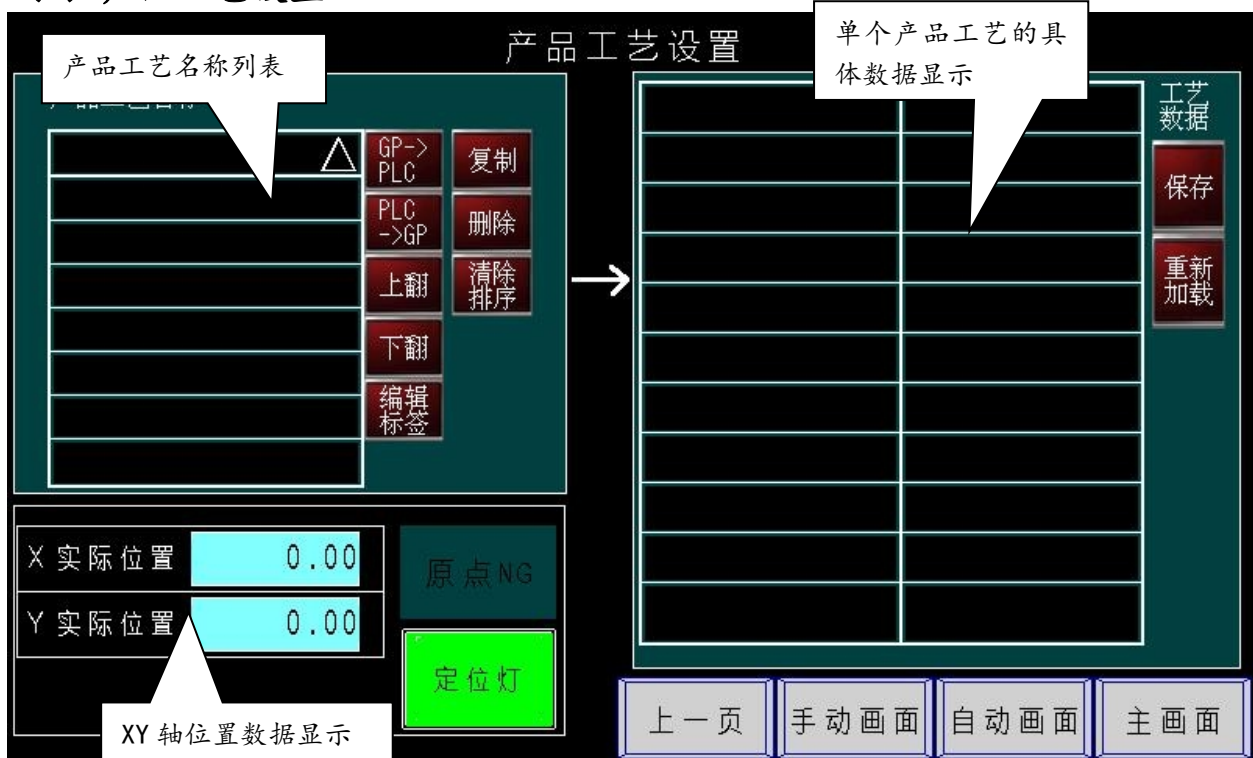 产品工艺设置
产品工艺名称列表
单个产品工艺的具
体数据显示
GP->
PLC
复制
PLC
->GP
删除
上翻
清除
排序
下翻
编辑
标签
工艺
数据
保存
重新
加载
X实际位置
0.00
原点NG
Y实际位置
0.00
定位灯
XY轴位置数据显示
上一页
手动画面
自动画面
主画面